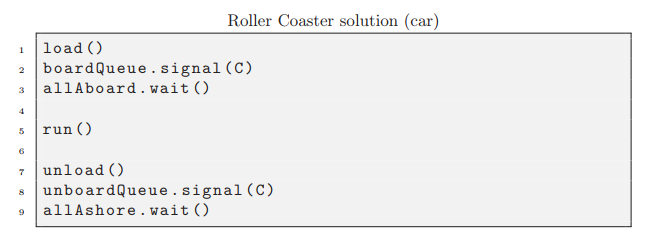 Roller Coaster solution (car)
1 load()
2 boardQueue.signal(C)
3 allAboard.wait()
4
5 run()
6
7 unload()
8 unboardQueue.signal(C)
9 allAshore.wait()